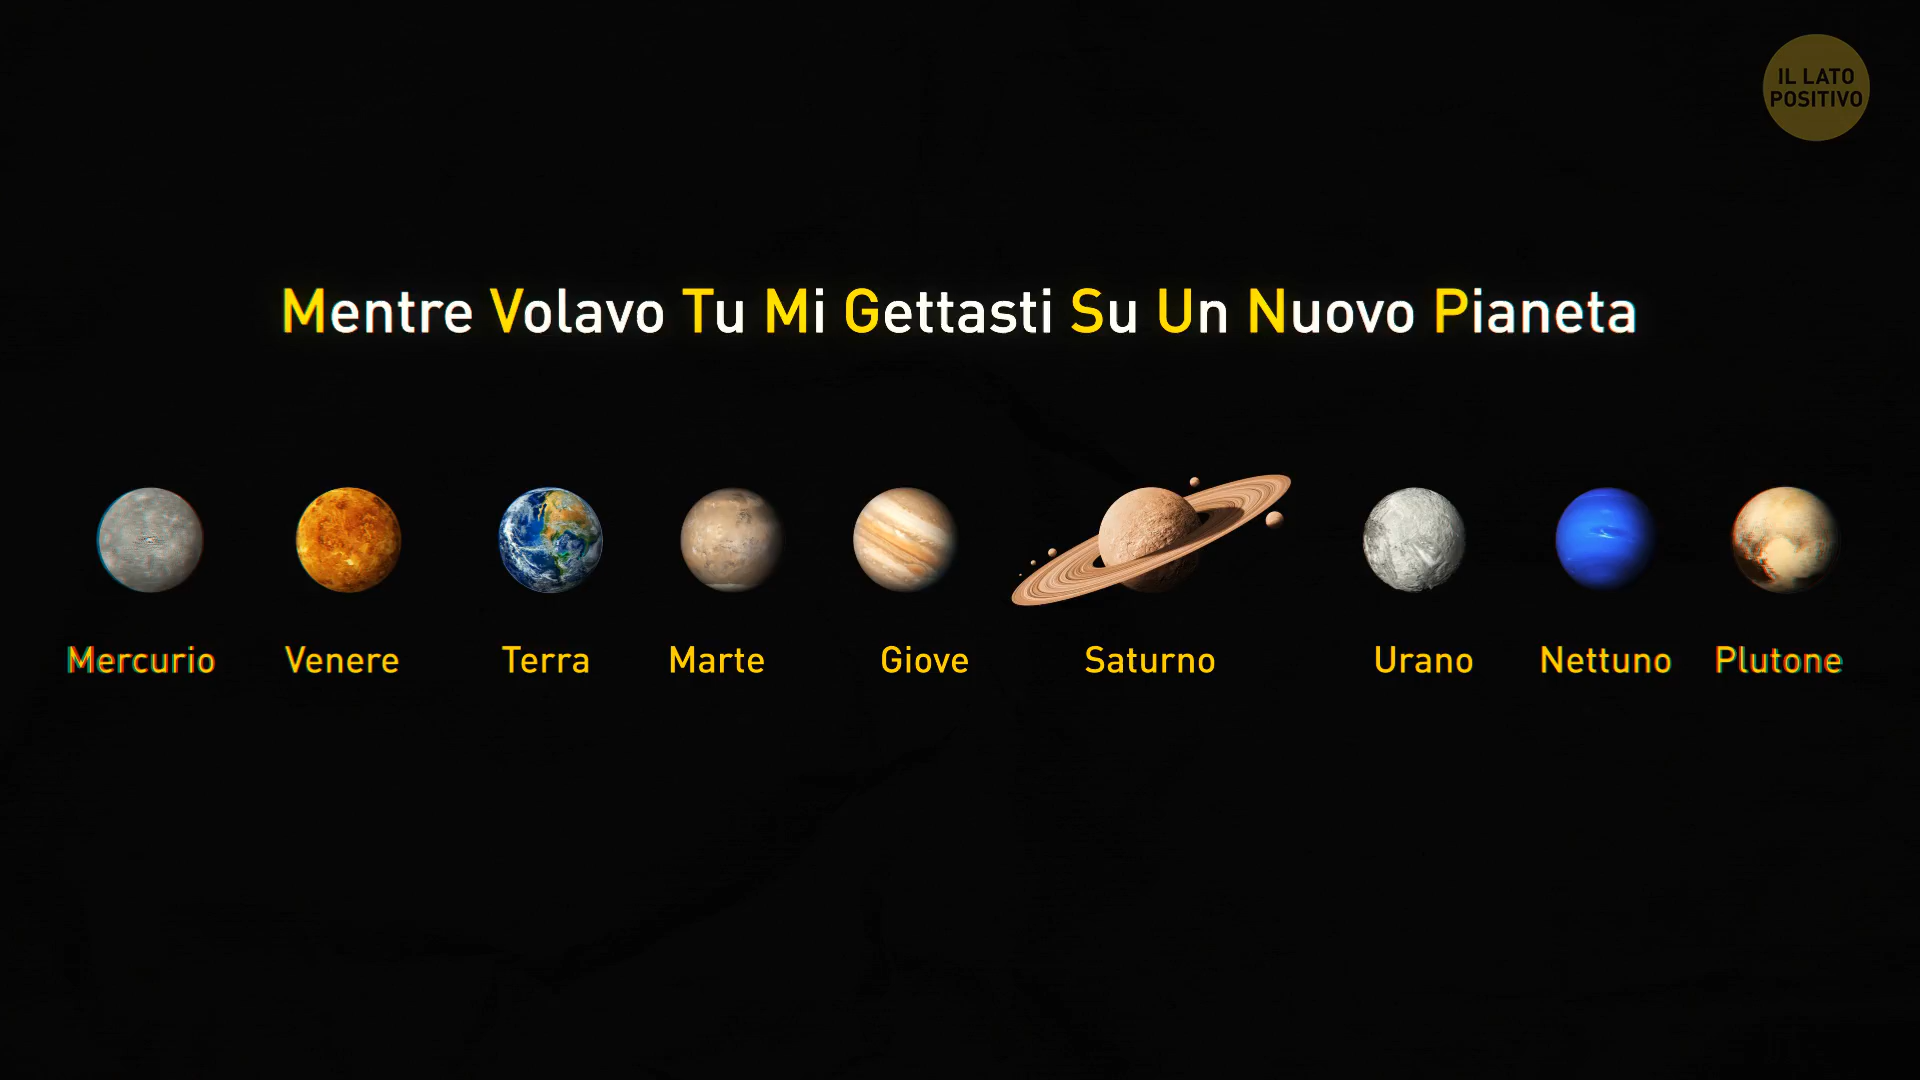 IL LATO
POSITIVO
Mentre Volavo Tu Mi Gettasti Su Un Nuovo Pianeta
Mercurio Venere Terra Marte Giove Saturno Urano Nettuno Plutone